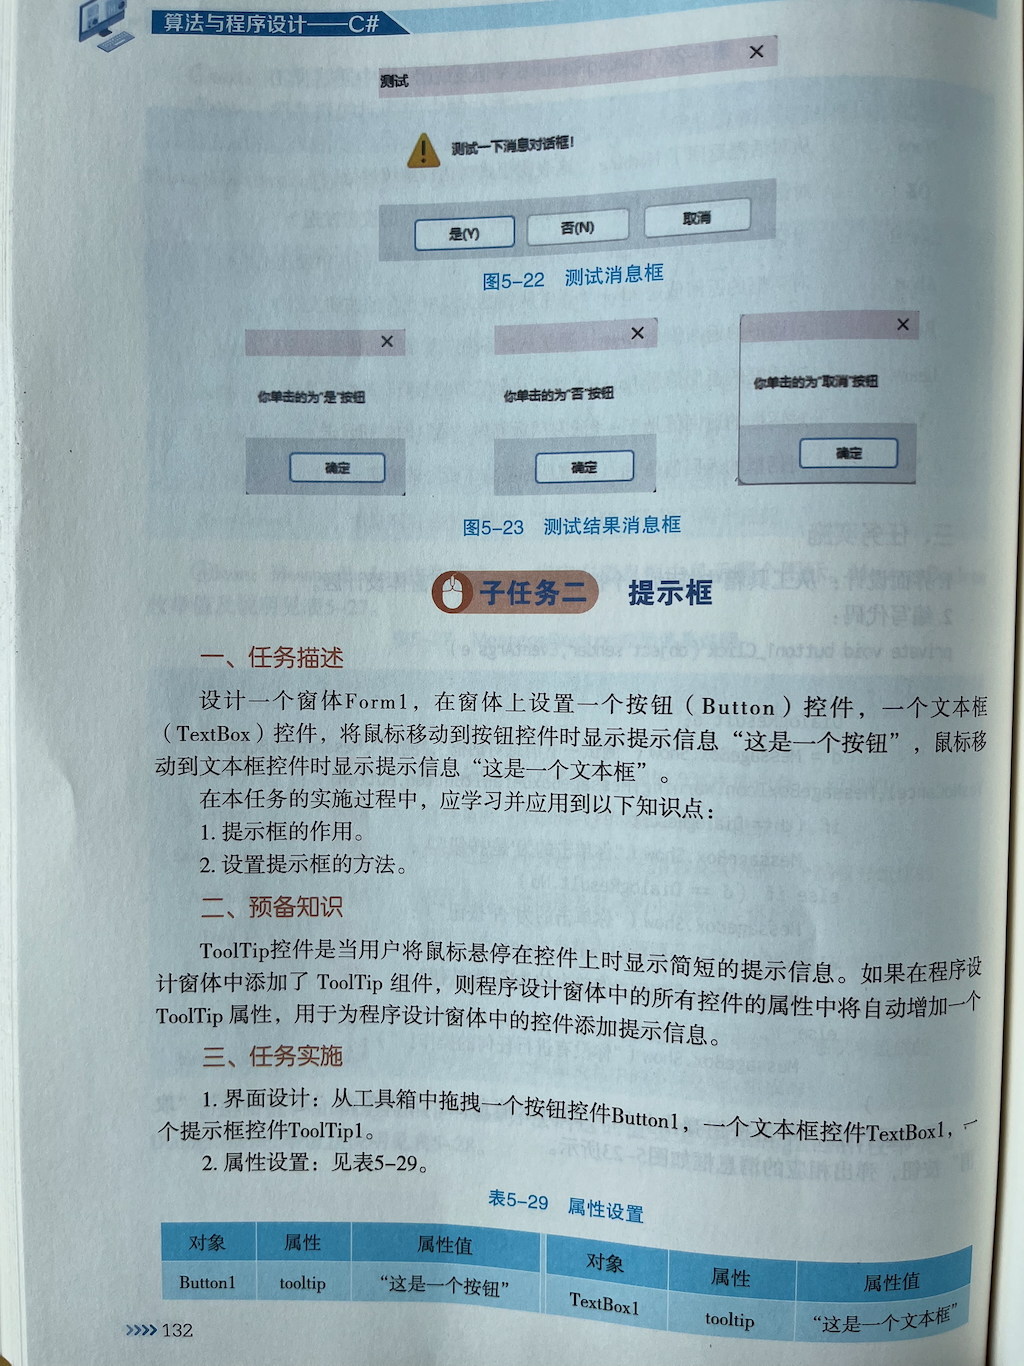 算法与程序设计——C#
测试
测试一下消息对话框！
是(Y) 否(N) 取消
图5-22 测试消息框
你单击的为“是”按钮
确定
你单击的为“否”按钮
确定
你单击的为“取消”按钮
确定
图5-23 测试结果消息框
子任务二 提示框
一、任务描述
设计一个窗体Form1，在窗体上设置一个按钮（Button）控件，一个文本框
（TextBox）控件，将鼠标移动到按钮控件时显示提示信息“这是一个按钮”，鼠标移
动到文本框控件时显示提示信息“这是一个文本框”。
在本任务的实施过程中，应学习并应用到以下知识点：
1. 提示框的作用。
2. 设置提示框的方法。
二、预备知识
ToolTip控件是当用户将鼠标悬停在控件上时显示简短的提示信息。如果在程序设
计窗体中添加了 ToolTip 组件，则程序设计窗体中的所有控件的属性中将自动增加一个
ToolTip 属性，用于为程序设计窗体中的控件添加提示信息。
三、任务实施
1. 界面设计：从工具箱中拖拽一个按钮控件Button1，一个文本框控件TextBox1，一
个提示框控件ToolTip1。
2. 属性设置：见表5-29。
表5-29 属性设置
对象 属性 属性值 对象 属性 属性值
Button1 tooltip “这是一个按钮” TextBox1 tooltip “这是一个文本框”
132